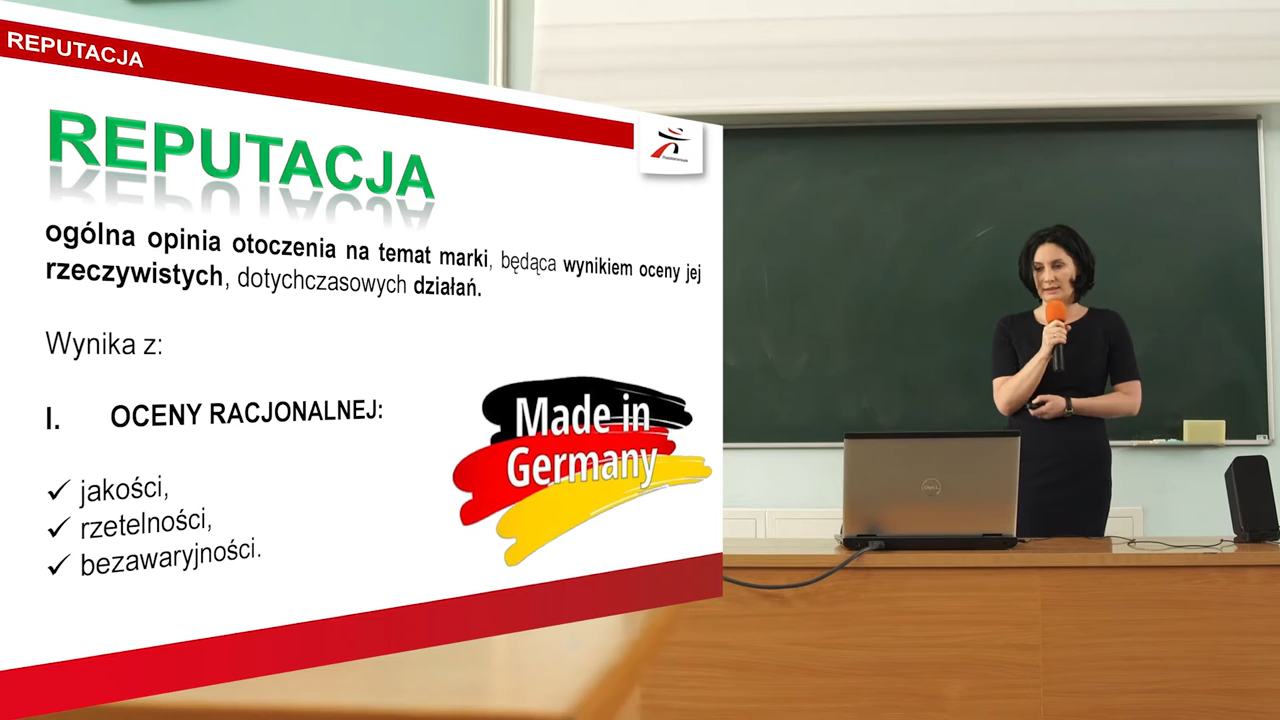 REPUTACJA
REPUTACJA
ogólna opinia otoczenia na temat marki, będąca wynikiem oceny jej
rzeczywistych, dotychczasowych działań.
Wynika z:
I. OCENY RACJONALNEJ:
✓ jakości,
✓ rzetelności,
✓ bezawaryjności.
Made in
Germany
DELL